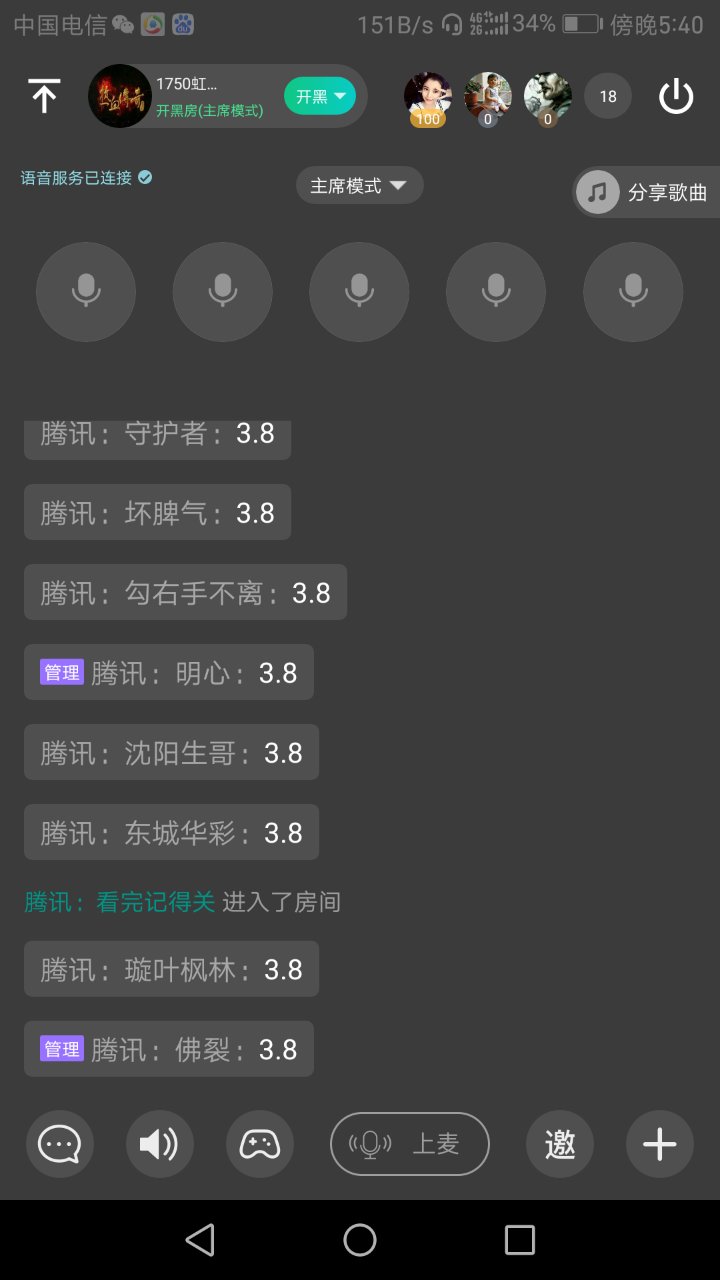 中国电信 151B/s 4G 2G 34% 傍晚5:40
热血传奇
1750虹...
开黑房(主席模式)
开黑
100 0 0 18
语音服务已连接
主席模式
分享歌曲
腾讯：守护者：3.8
腾讯：坏脾气：3.8
腾讯：勾右手不离：3.8
管理 腾讯：明心：3.8
腾讯：沈阳生哥：3.8
腾讯：东城华彩：3.8
腾讯：看完记得关 进入了房间
腾讯：璇叶枫林：3.8
管理 腾讯：佛裂：3.8
上麦 邀